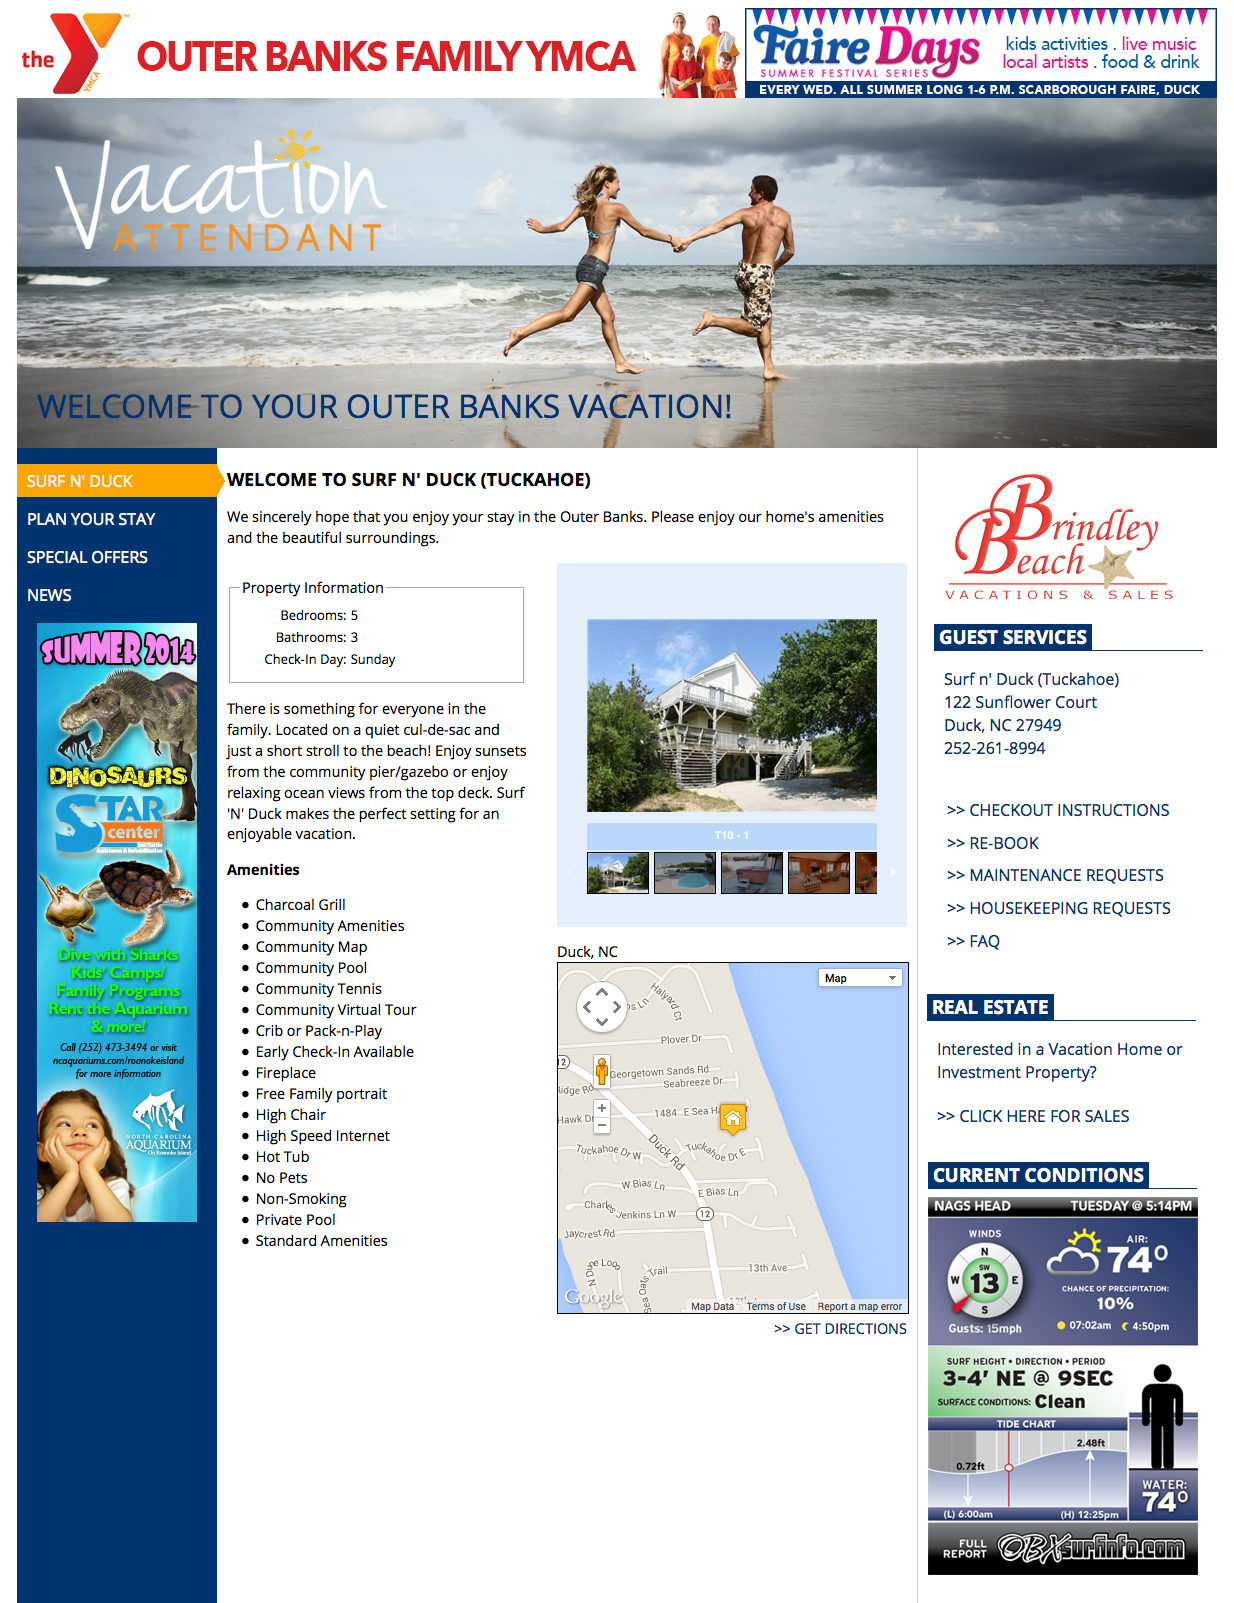 the
YMCA
OUTER BANKS FAMILY YMCA
Faire Days
SUMMER FESTIVAL SERIES
kids activities . live music
local artists . food & drink
EVERY WED. ALL SUMMER LONG 1-6 P.M. SCARBOROUGH FAIRE, DUCK
Vacation
ATTENDANT
WELCOME TO YOUR OUTER BANKS VACATION!
SURF N' DUCK
PLAN YOUR STAY
SPECIAL OFFERS
NEWS
SUMMER 2014
DINOSAURS
STAR
center
Sea Turtle
Assistance & Rehabilitation
Dive with Sharks
Kids' Camps/
Family Programs
Rent the Aquarium
& more!
Call (252) 473-3494 or visit
ncaquariums.com/roanokeisland
for more information
NORTH CAROLINA
AQUARIUM
On Roanoke Island
WELCOME TO SURF N' DUCK (TUCKAHOE)
We sincerely hope that you enjoy your stay in the Outer Banks. Please enjoy our home's amenities
and the beautiful surroundings.
Property Information
Bedrooms: 5
Bathrooms: 3
Check-In Day: Sunday
There is something for everyone in the
family. Located on a quiet cul-de-sac and
just a short stroll to the beach! Enjoy sunsets
from the community pier/gazebo or enjoy
relaxing ocean views from the top deck. Surf
'N' Duck makes the perfect setting for an
enjoyable vacation.
Amenities
Charcoal Grill
Community Amenities
Community Map
Community Pool
Community Tennis
Community Virtual Tour
Crib or Pack-n-Play
Early Check-In Available
Fireplace
Free Family portrait
High Chair
High Speed Internet
Hot Tub
No Pets
Non-Smoking
Private Pool
Standard Amenities
T10 - 1
Duck, NC
Map
Halyard Ct
Ln
Plover Dr
12
Georgetown Sands Rd
Seabreeze Dr
idge Rd
Hawk Dr
1484
E Sea H
Duck Rd
Tuckahoe Dr W
Tuckahoe Dr E
W Bias Ln
E Bias Ln
Charles Jenkins Ln W
12
Jaycrest Rd
e Loop
Trail
13th Ave
Sea Oats
12th Ave
Google
Map Data
Terms of Use
Report a map error
>> GET DIRECTIONS
Brindley
Beach
VACATIONS & SALES
GUEST SERVICES
Surf n' Duck (Tuckahoe)
122 Sunflower Court
Duck, NC 27949
252-261-8994
>> CHECKOUT INSTRUCTIONS
>> RE-BOOK
>> MAINTENANCE REQUESTS
>> HOUSEKEEPING REQUESTS
>> FAQ
REAL ESTATE
Interested in a Vacation Home or
Investment Property?
>> CLICK HERE FOR SALES
CURRENT CONDITIONS
NAGS HEAD
TUESDAY @ 5:14PM
WINDS
N
W
SW
13
E
S
Gusts: 15mph
AIR:
74°
CHANCE OF PRECIPITATION:
10%
07:02am
4:50pm
SURF HEIGHT • DIRECTION • PERIOD
3-4' NE @ 9SEC
SURFACE CONDITIONS: Clean
TIDE CHART
2.48ft
0.72ft
(L) 6:00am
(H) 12:25pm
WATER:
74°
FULL
REPORT
OBXsurfinfo.com